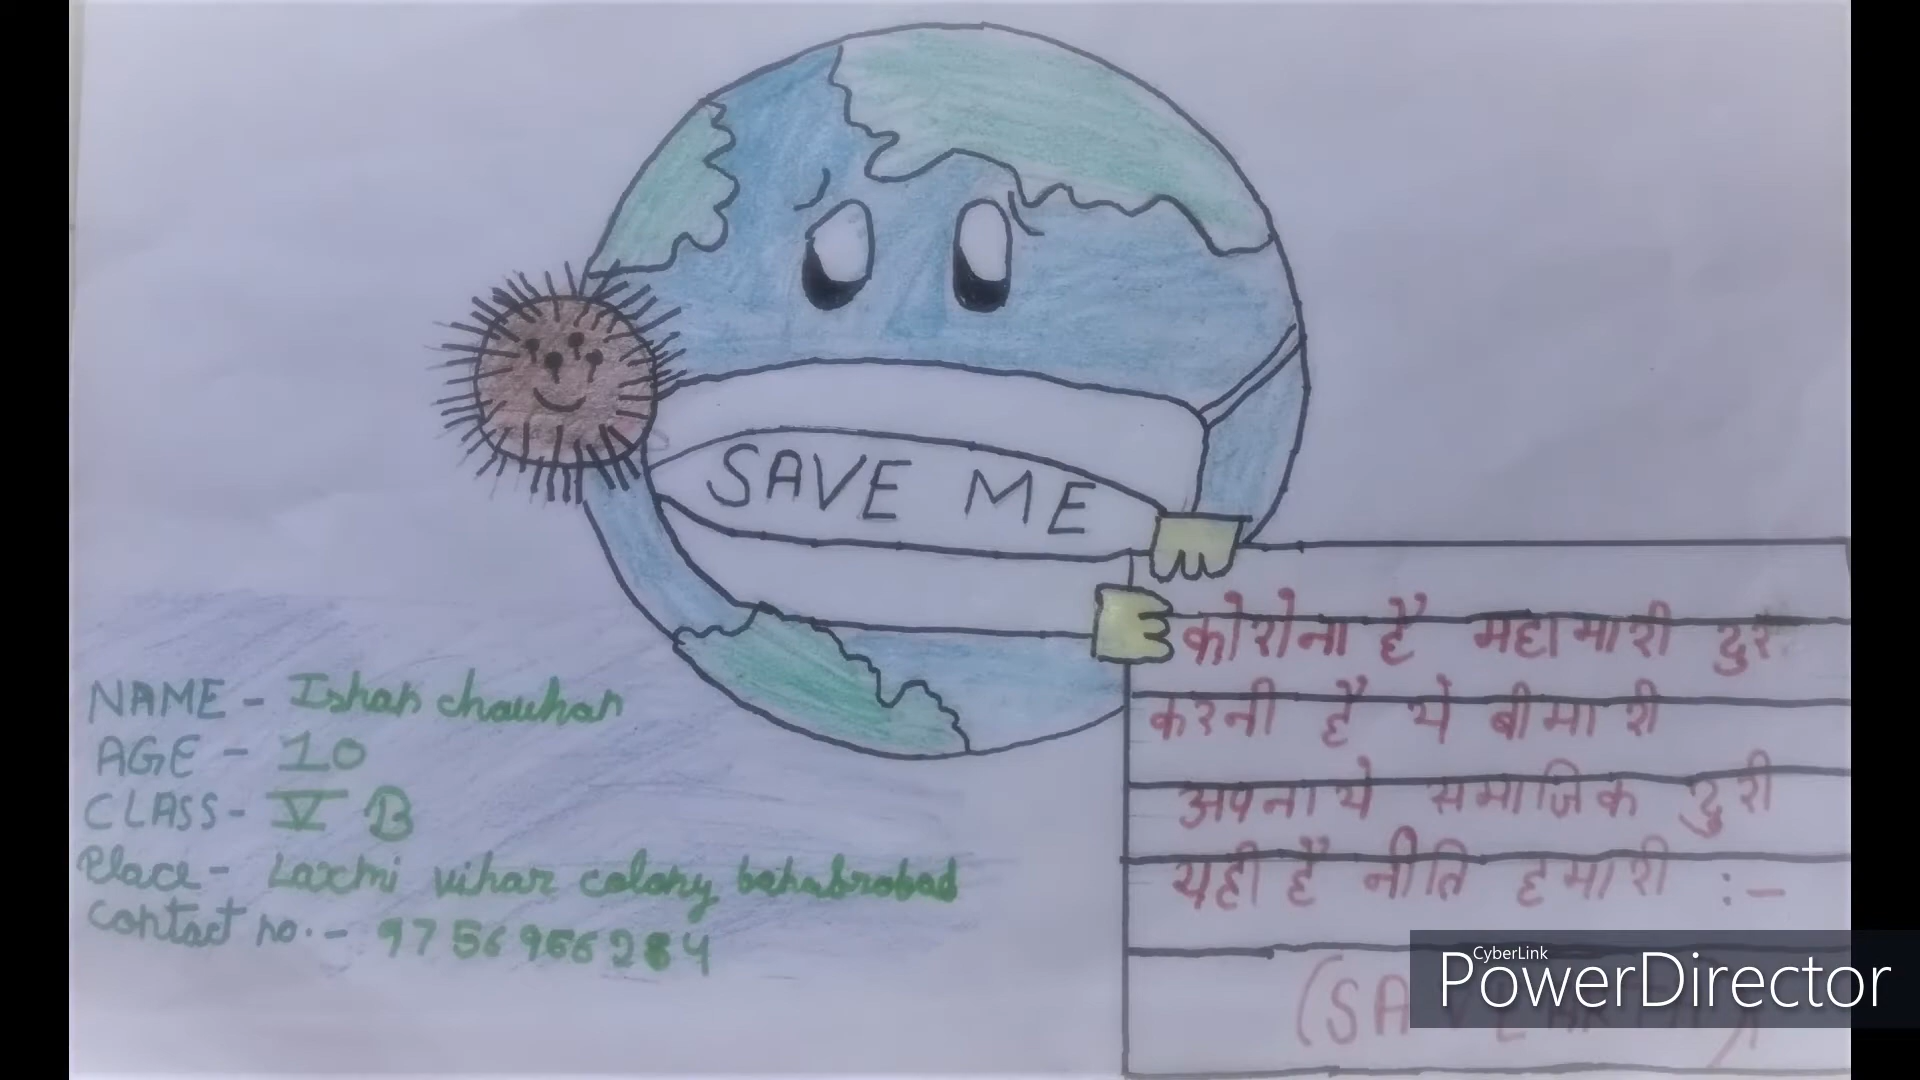 SAVE ME
कोरोना है महामारी दुर
करनी है ये बीमारी
अपनाये समाजिक दुरी
यही है नीति हमारी :-
NAME - Ishan chauhan
AGE - 10
CLASS - V B
Place - Laxmi vihar colony bahabrabad
contact no. - 9756966284
CyberLink
PowerDirector